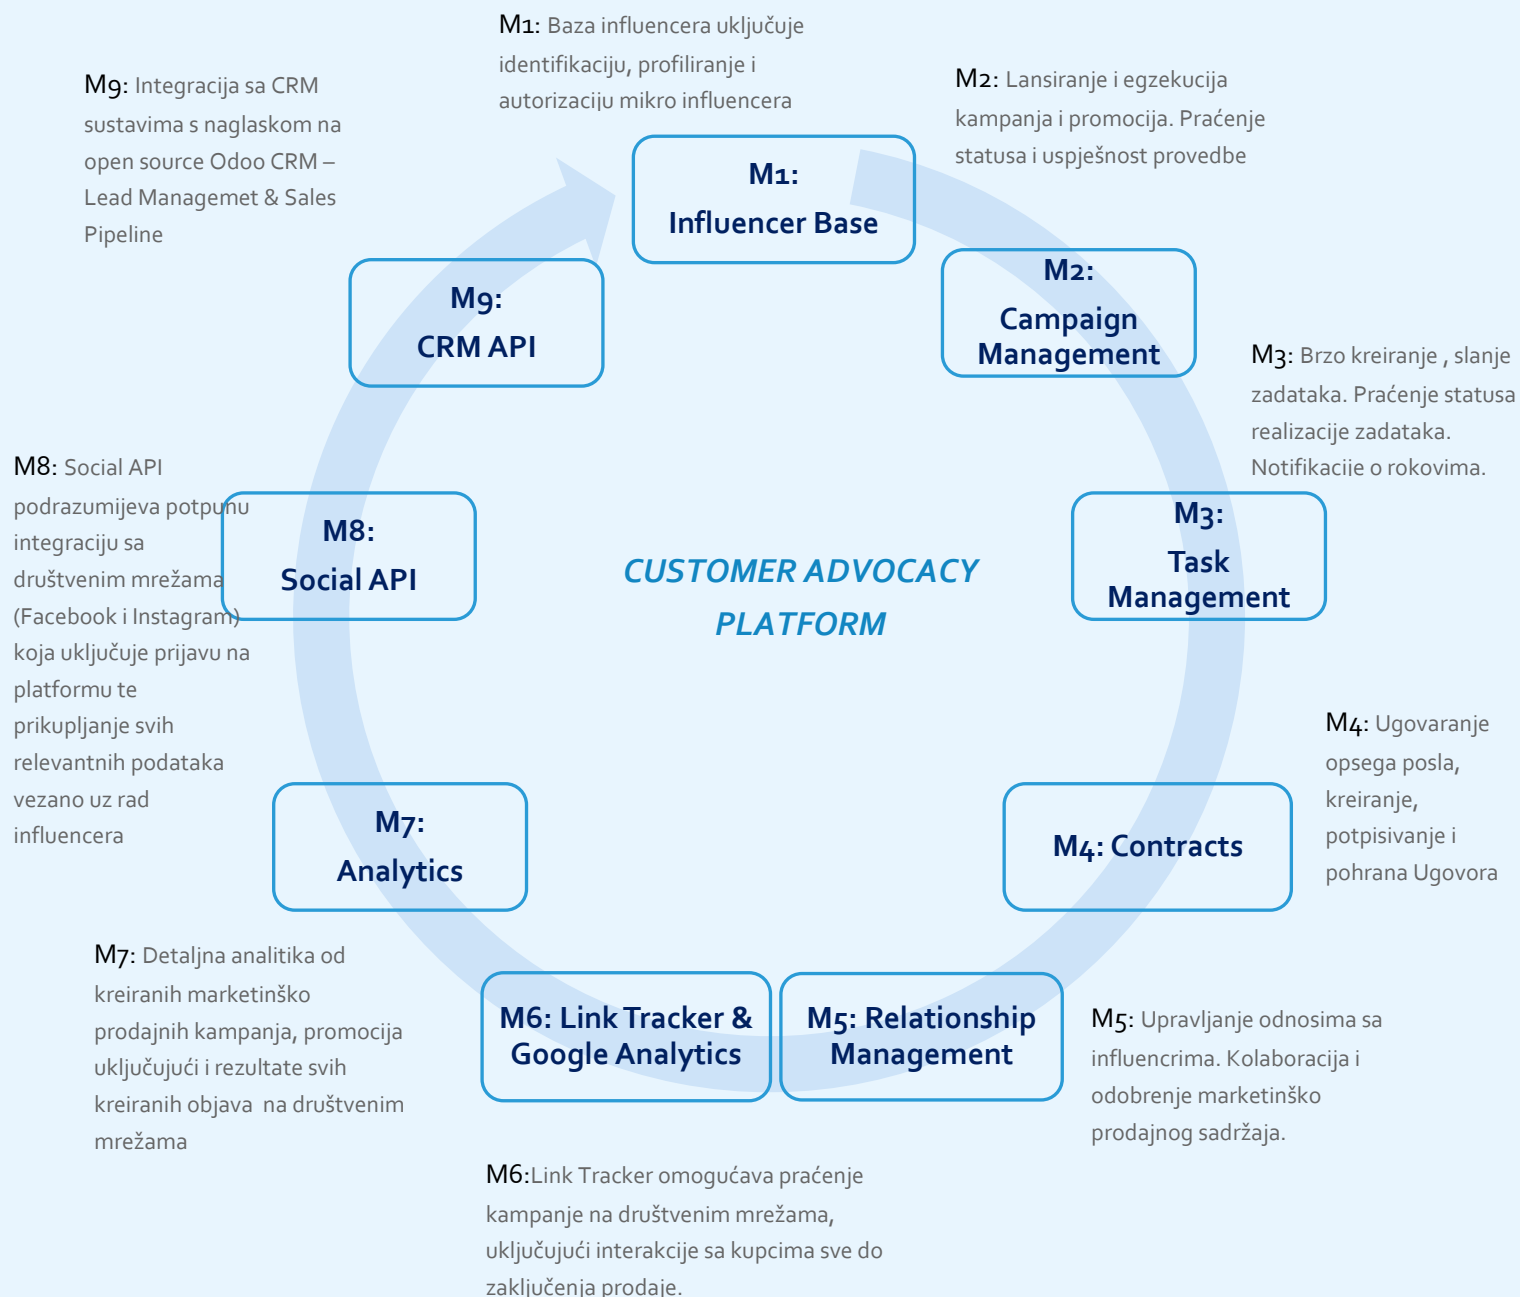 M1: Baza influencera uključuje
identifikaciju, profiliranje i
autorizaciju mikro influencera
M9: Integracija sa CRM
sustavima s naglaskom na
open source Odoo CRM –
Lead Managemet & Sales
Pipeline
M2: Lansiranje i egzekucija
kampanja i promocija. Praćenje
statusa i uspješnost provedbe
M1:
Influencer Base
M2:
Campaign
Management
M9:
CRM API
M3: Brzo kreiranje , slanje
zadataka. Praćenje statusa
realizacije zadataka.
Notifikacije o rokovima.
M8: Social API
podrazumijeva potpunu
integraciju sa
društvenim mrežama
(Facebook i Instagram)
koja uključuje prijavu na
platformu te
prikupljanje svih
relevantnih podataka
vezano uz rad
influencera
M8:
Social API
CUSTOMER ADVOCACY
PLATFORM
M3:
Task
Management
M4: Ugovaranje
opsega posla,
kreiranje,
potpisivanje i
pohrana Ugovora
M7:
Analytics
M4: Contracts
M7: Detaljna analitika od
kreiranih marketinško
prodajnih kampanja, promocija
uključujući i rezultate svih
kreiranih objava  na društvenim
mrežama
M6: Link Tracker &
Google Analytics
M5: Relationship
Management
M5: Upravljanje odnosima sa
influencrima. Kolaboracija i
odobrenje marketinško
prodajnog sadržaja.
M6:Link Tracker omogućava praćenje
kampanje na društvenim mrežama,
uključujući interakcije sa kupcima sve do
zaključenja prodaje.